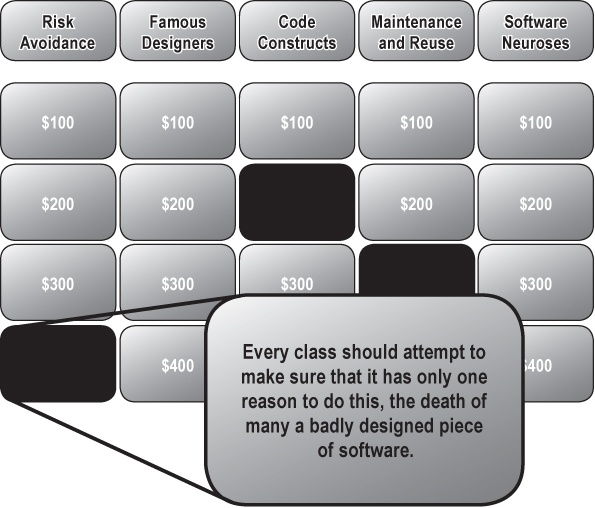 Risk
Avoidance
Famous
Designers
Code
Constructs
Maintenance
and Reuse
Software
Neuroses
$100
$100
$100
$100
$100
$200
$200
$200
$200
$300
$300
$300
$300
$400
$400
Every class should attempt to
make sure that it has only one
reason to do this, the death of
many a badly designed piece
of software.